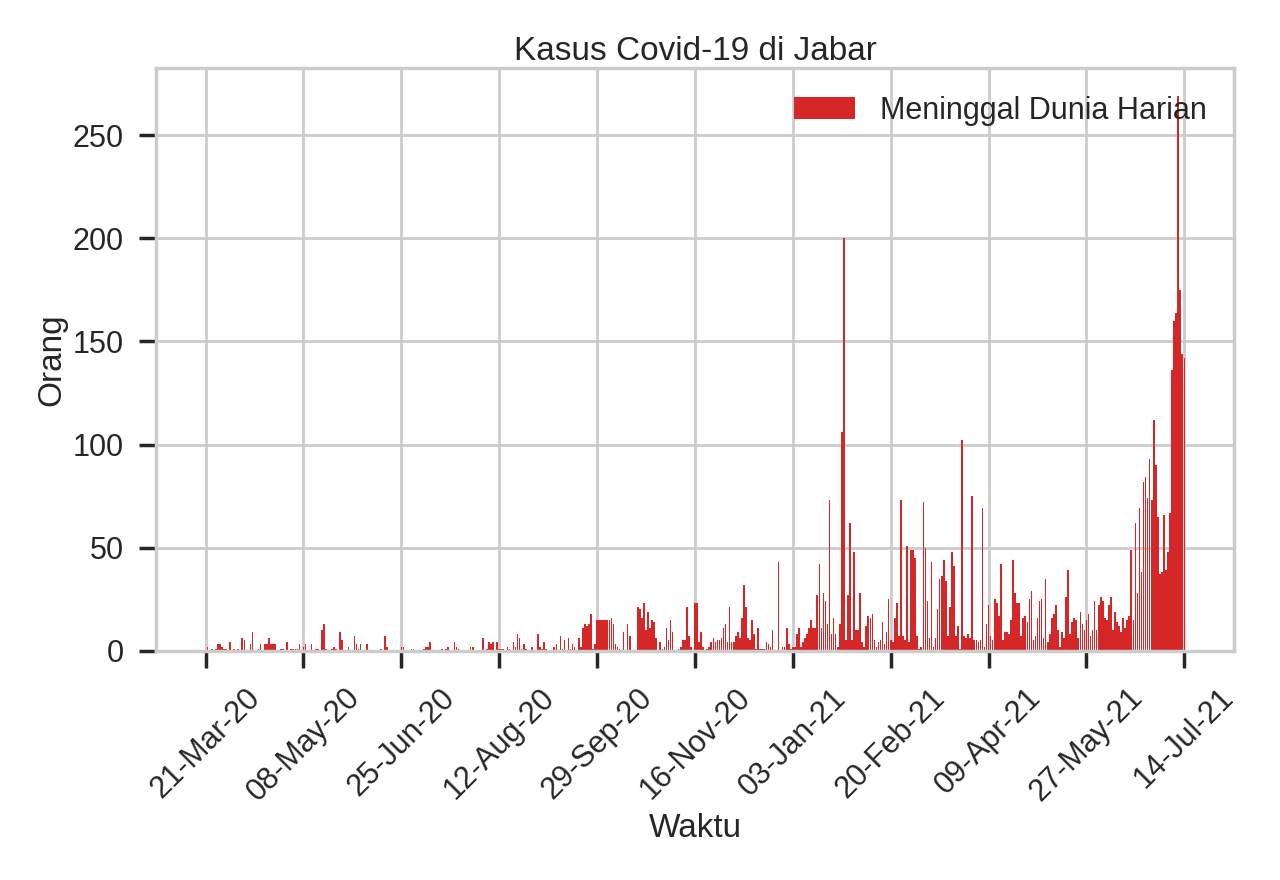 Kasus Covid-19 di Jabar
Meninggal Dunia Harian
250
200
150
100
50
0
Orang
21-Mar-20
08-May-20
25-Jun-20
12-Aug-20
29-Sep-20
16-Nov-20
03-Jan-21
20-Feb-21
09-Apr-21
27-May-21
14-Jul-21
Waktu